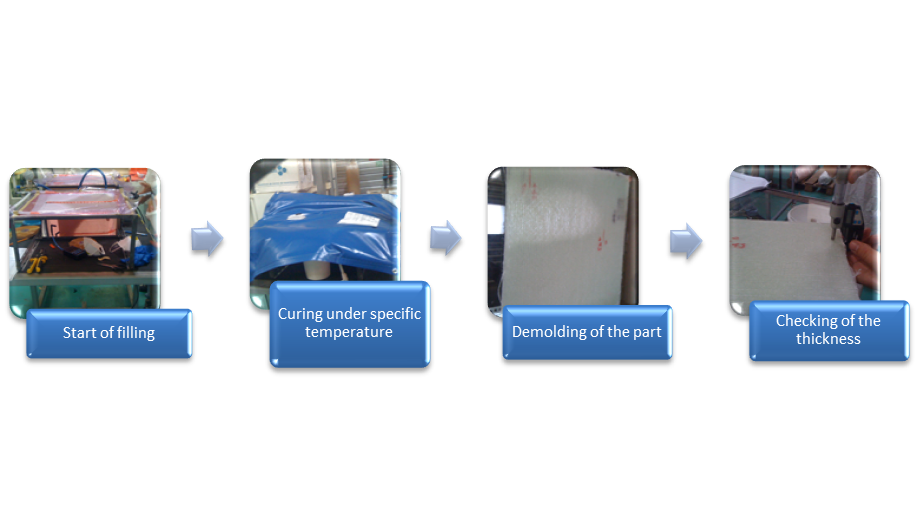 Start of filling
Curing under specific
temperature
Demolding of the part
Checking of the
thickness